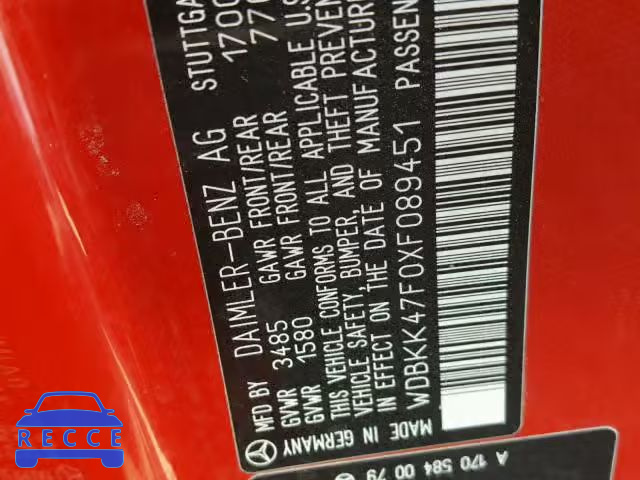 MFD BY DAIMLER-BENZ AG STUTTGA
GVWR 3485 GAWR FRONT/REAR 1700
GVWR 1580 GAWR FRONT/REAR 770
THIS VEHICLE CONFORMS TO ALL APPLICABLE U.S
VEHICLE SAFETY, BUMPER, AND THEFT PREVEN
IN EFFECT ON THE DATE OF MANUFACTUR
WDBKK47F0XF089451 PASSEN
MADE IN GERMANY
A 170 584 00 79
RECCE